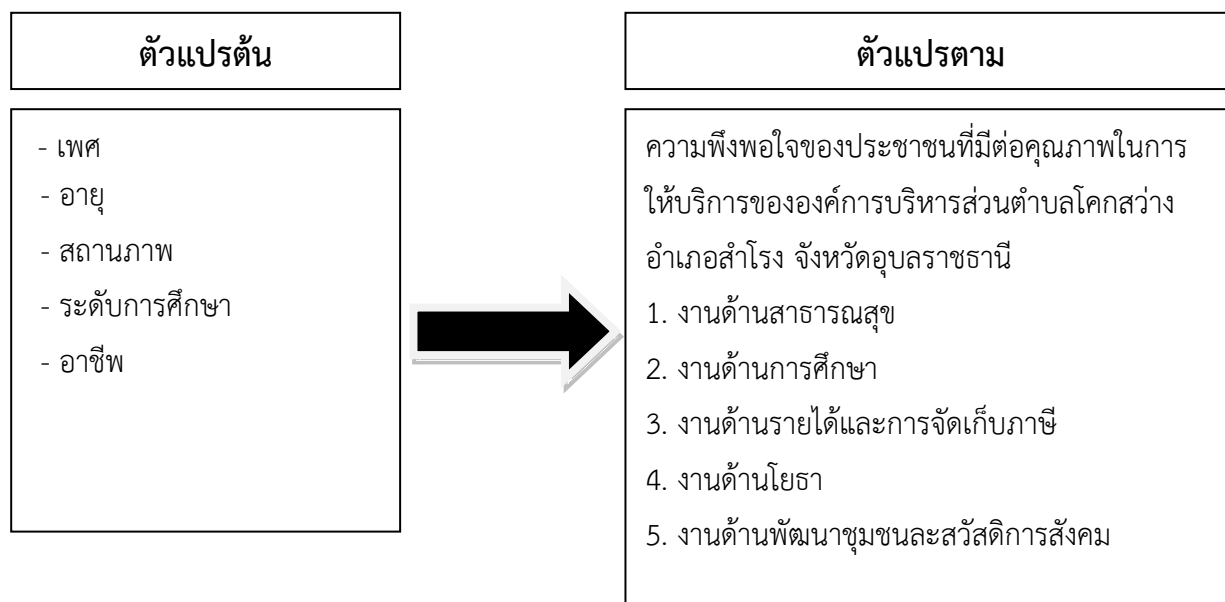 ตัวแปรต้น
- เพศ
- อายุ
- สถานภาพ
- ระดับการศึกษา
- อาชีพ
ตัวแปรตาม
ความพึงพอใจของประชาชนที่มีต่อคุณภาพในการ
ให้บริการขององค์การบริหารส่วนตำบลโคกสว่าง
อำเภอสำโรง จังหวัดอุบลราชธานี
1. งานด้านสาธารณสุข
2. งานด้านการศึกษา
3. งานด้านรายได้และการจัดเก็บภาษี
4. งานด้านโยธา
5. งานด้านพัฒนาชุมชนละสวัสดิการสังคม